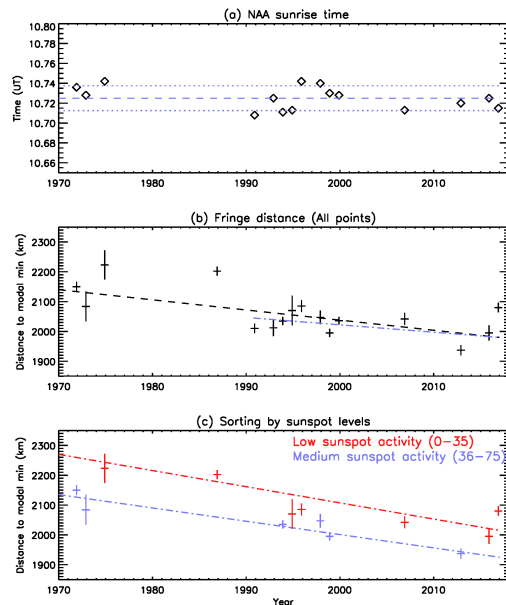 (a) NAA sunrise time
10.80
10.78
10.76
10.74
10.72
10.70
10.68
10.66
Time (UT)
1970 1980 1990 2000 2010
(b) Fringe distance (All points)
2300
2200
2100
2000
1900
Distance to modal min (km)
1970 1980 1990 2000 2010
(c) Sorting by sunspot levels
Low sunspot activity (0–35)
Medium sunspot activity (36–75)
2300
2200
2100
2000
1900
Distance to modal min (km)
1970 1980 1990 2000 2010
Year